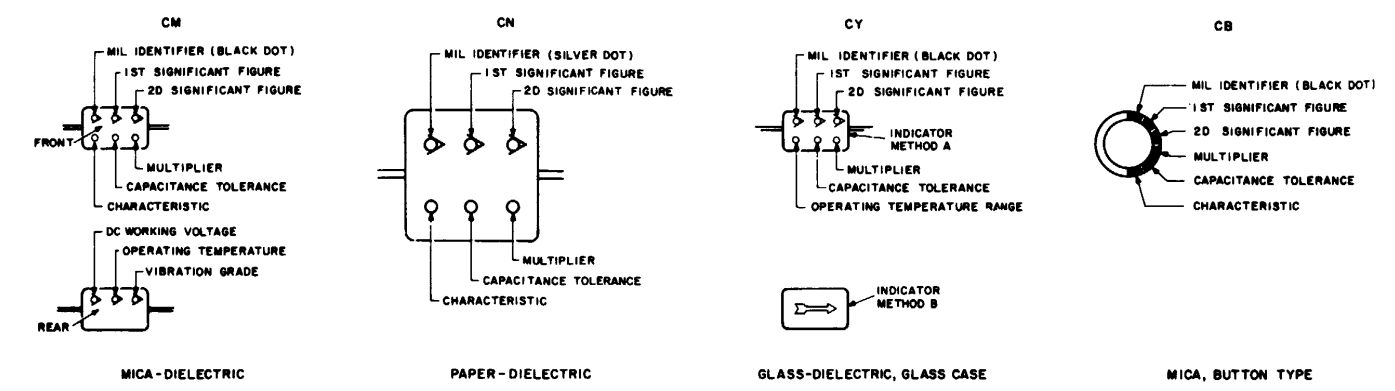 CM
MIL IDENTIFIER (BLACK DOT)
1ST SIGNIFICANT FIGURE
2D SIGNIFICANT FIGURE
FRONT
MULTIPLIER
CAPACITANCE TOLERANCE
CHARACTERISTIC
DC WORKING VOLTAGE
OPERATING TEMPERATURE
VIBRATION GRADE
REAR
MICA-DIELECTRIC
CN
MIL IDENTIFIER (SILVER DOT)
1ST SIGNIFICANT FIGURE
2D SIGNIFICANT FIGURE
MULTIPLIER
CAPACITANCE TOLERANCE
CHARACTERISTIC
PAPER-DIELECTRIC
CY
MIL IDENTIFIER (BLACK DOT)
1ST SIGNIFICANT FIGURE
2D SIGNIFICANT FIGURE
INDICATOR
METHOD A
MULTIPLIER
CAPACITANCE TOLERANCE
OPERATING TEMPERATURE RANGE
INDICATOR
METHOD B
GLASS-DIELECTRIC, GLASS CASE
CB
MIL IDENTIFIER (BLACK DOT)
1ST SIGNIFICANT FIGURE
2D SIGNIFICANT FIGURE
MULTIPLIER
CAPACITANCE TOLERANCE
CHARACTERISTIC
MICA, BUTTON TYPE